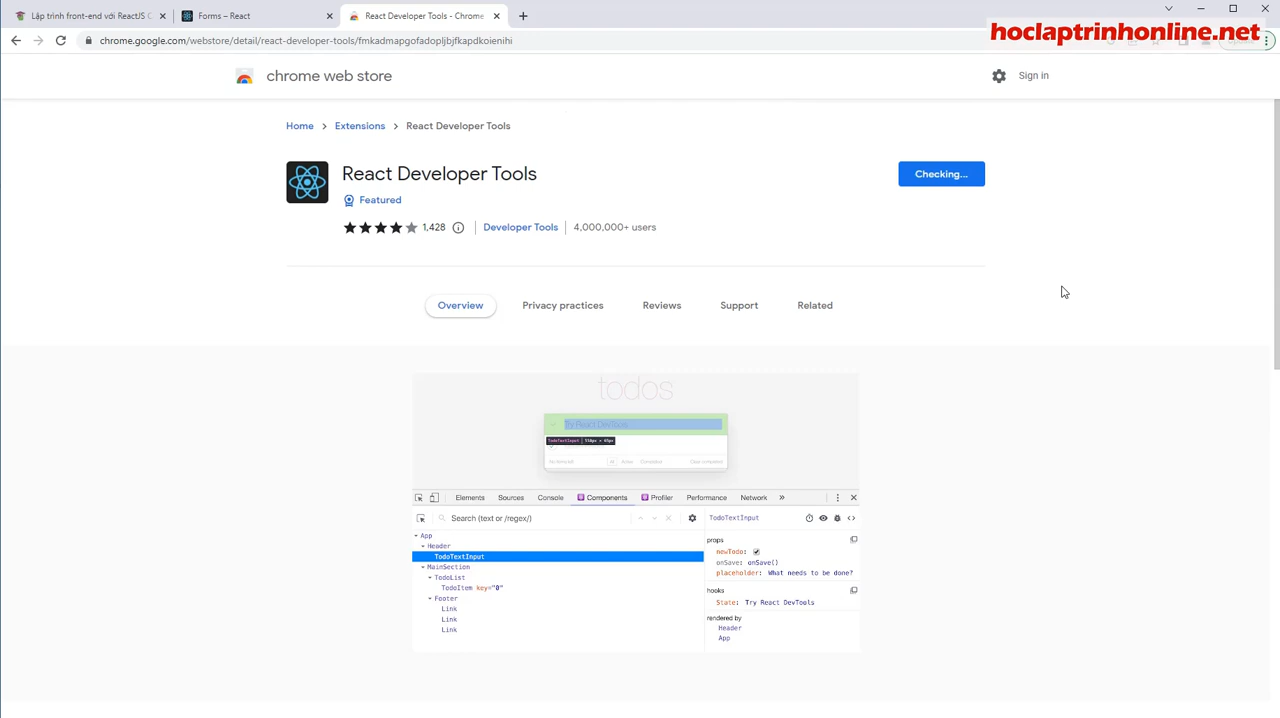 Lập trình front-end với ReactJS C
Forms – React
React Developer Tools - Chrome
chrome.google.com/webstore/detail/react-developer-tools/fmkadmapgofadopljbjfkapdkoienihi
hoclaptrinhonline.net
chrome web store
Sign in
Home
Extensions
React Developer Tools
React Developer Tools
Checking...
Featured
1,428
Developer Tools
4,000,000+ users
Overview
Privacy practices
Reviews
Support
Related
todos
Try React DevTools
TodoTextInput
Elements
Sources
Console
Components
Profiler
Performance
Network
»
Search (text or /regex/)
TodoTextInput
App
Header
TodoTextInput
MainSection
TodoList
TodoItem key="0"
Footer
Link
Link
Link
props
newTodo:
onSave: onSave()
placeholder: "What needs to be done?"
hooks
State: Try React DevTools
rendered by
Header
App